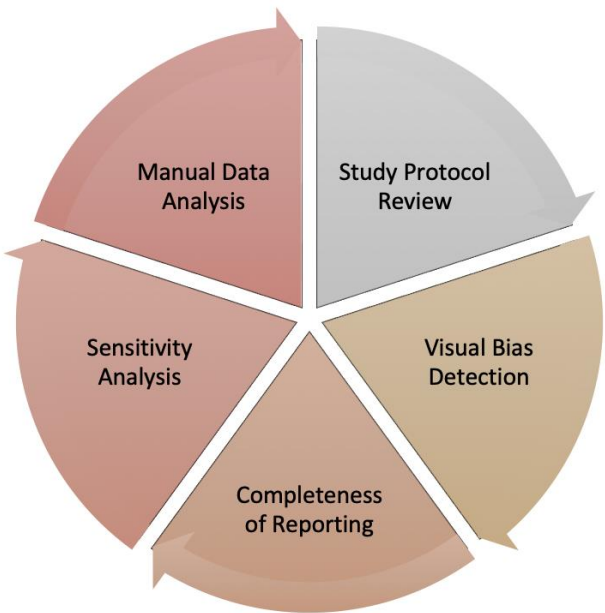 Manual Data
Analysis
Study Protocol
Review
Sensitivity
Analysis
Visual Bias
Detection
Completeness
of Reporting